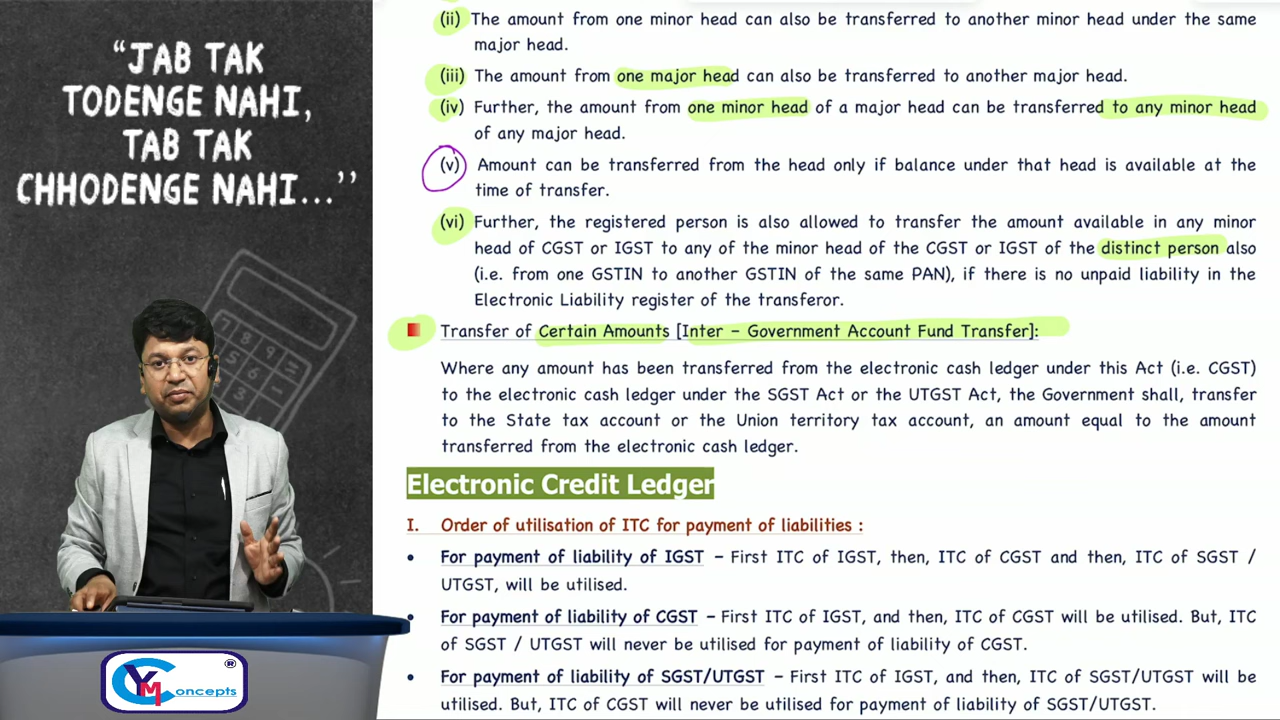 “JAB TAK
TODENGE NAHI,
TAB TAK
CHHODENGE NAHI...’’
(ii) The amount from one minor head can also be transferred to another minor head under the same
major head.
(iii) The amount from one major head can also be transferred to another major head.
(iv) Further, the amount from one minor head of a major head can be transferred to any minor head
of any major head.
(v) Amount can be transferred from the head only if balance under that head is available at the
time of transfer.
(vi) Further, the registered person is also allowed to transfer the amount available in any minor
head of CGST or IGST to any of the minor head of the CGST or IGST of the distinct person also
(i.e. from one GSTIN to another GSTIN of the same PAN), if there is no unpaid liability in the
Electronic Liability register of the transferor.
Transfer of Certain Amounts [Inter – Government Account Fund Transfer]:
Where any amount has been transferred from the electronic cash ledger under this Act (i.e. CGST)
to the electronic cash ledger under the SGST Act or the UTGST Act, the Government shall, transfer
to the State tax account or the Union territory tax account, an amount equal to the amount
transferred from the electronic cash ledger.
Electronic Credit Ledger
I. Order of utilisation of ITC for payment of liabilities :
• For payment of liability of IGST – First ITC of IGST, then, ITC of CGST and then, ITC of SGST /
UTGST, will be utilised.
• For payment of liability of CGST – First ITC of IGST, and then, ITC of CGST will be utilised. But, ITC
of SGST / UTGST will never be utilised for payment of liability of CGST.
• For payment of liability of SGST/UTGST – First ITC of IGST, and then, ITC of SGST/UTGST will be
utilised. But, ITC of CGST will never be utilised for payment of liability of SGST/UTGST.
YM Concepts ®